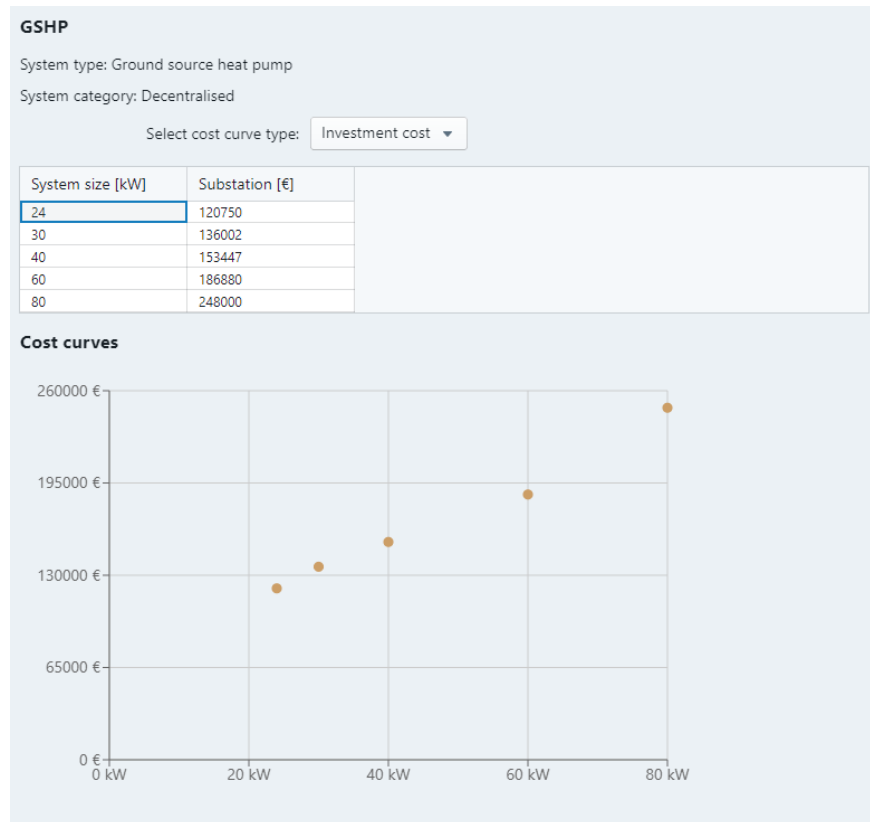 GSHP
System type: Ground source heat pump
System category: Decentralised
Select cost curve type: Investment cost
System size [kW] Substation [€]
24 120750
30 136002
40 153447
60 186880
80 248000
Cost curves
260000 €
195000 €
130000 €
65000 €
0 €
0 kW 20 kW 40 kW 60 kW 80 kW